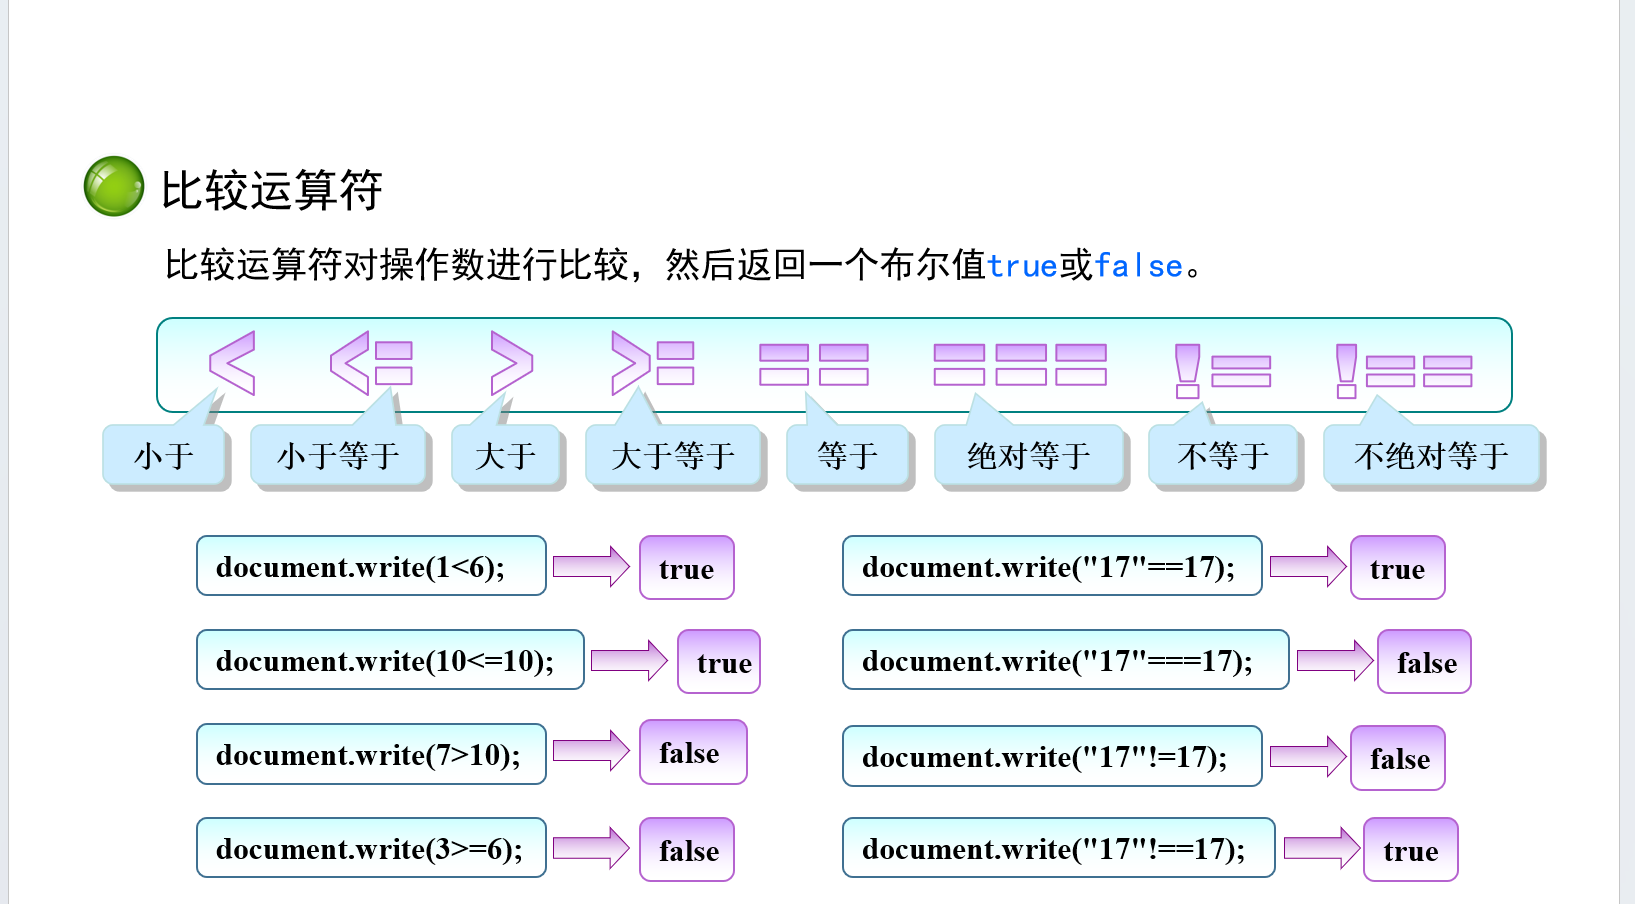 比较运算符
比较运算符对操作数进行比较，然后返回一个布尔值true或false。
< <= > >= == === != !==
小于 小于等于 大于 大于等于 等于 绝对等于 不等于 不绝对等于
document.write(1<6); true
document.write("17"==17); true
document.write(10<=10); true
document.write("17"===17); false
document.write(7>10); false
document.write("17"!=17); false
document.write(3>=6); false
document.write("17"!==17); true